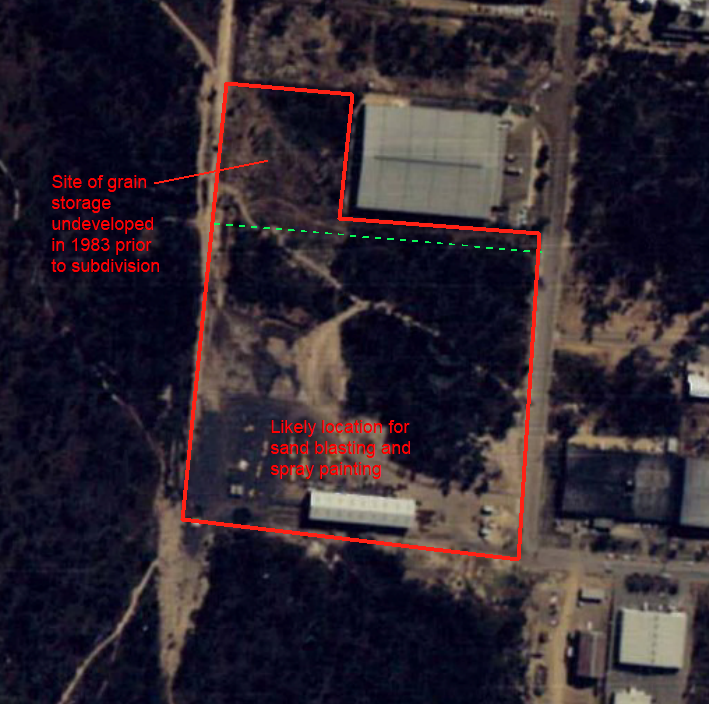 Site of grain
storage
undeveloped
in 1983 prior
to subdivision
Likely location for
sand blasting and
spray painting